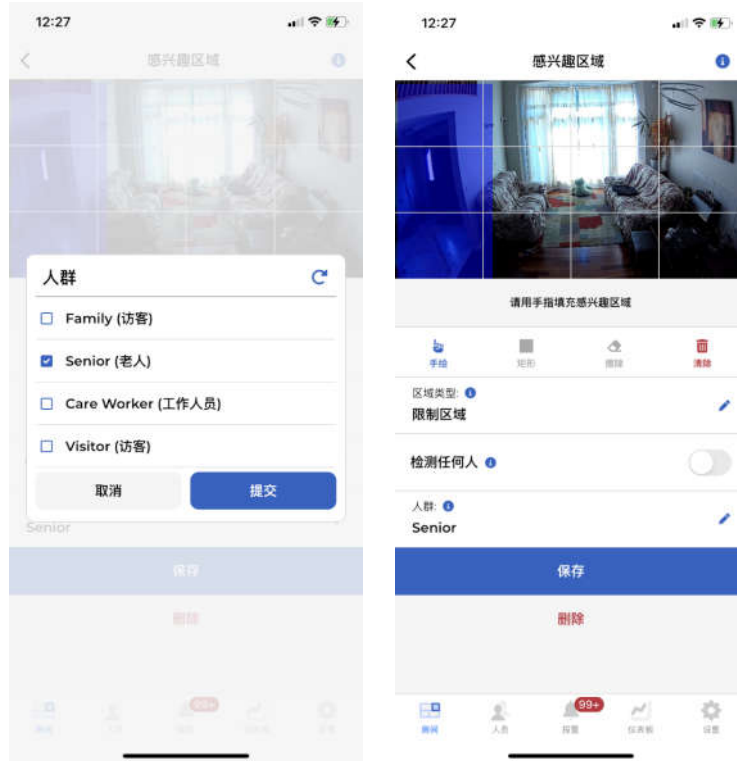 12:27
感兴趣区域
人群
Family (访客)
Senior (老人)
Care Worker (工作人员)
Visitor (访客)
取消
提交
Senior
保存
删除
99+
12:27
感兴趣区域
请用手指填充感兴趣区域
手绘
矩形
擦除
清除
区域类型:
限制区域
检测任何人
人群:
Senior
保存
删除
99+
房间
人员
报警
仪表板
设置